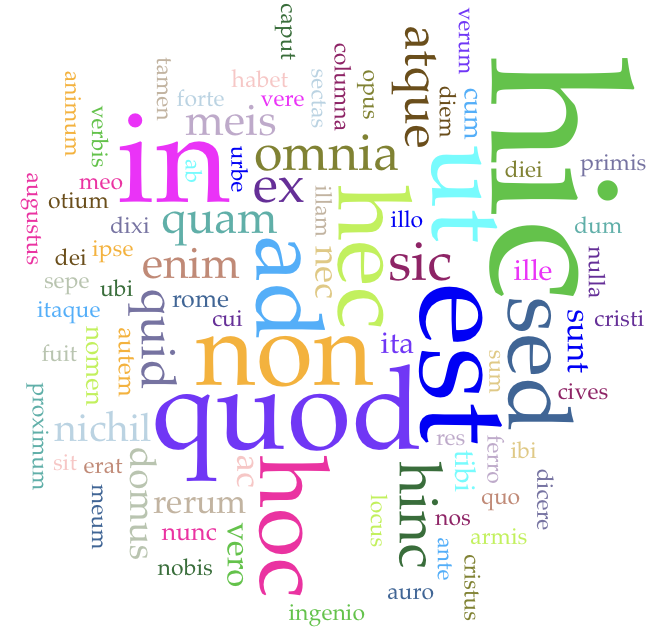 caput
verum
atque
hic
columna
tamen
habet
sectas
opus
animum
forte
vere
diem
cum
verbis
meis
in
omnia
ut
diei
primis
urbe
ab
augustus
meo
ex
otium
illam
hec
quam
illo
dum
dixi
ipse
dei
enim
ad
nec
sic
ille
nulla
sepe
ubi
rome
est
sed
itaque
quid
cui
sunt
cristi
nomen
autem
non
ita
fuit
sum
proximum
quod
cives
nichil
res
ferro
ibi
sit
erat
domus
ac
hoc
hinc
tibi
quo
dicere
meum
rerum
locus
nos
nunc
vero
armis
ante
nobis
auro
cristus
ingenio